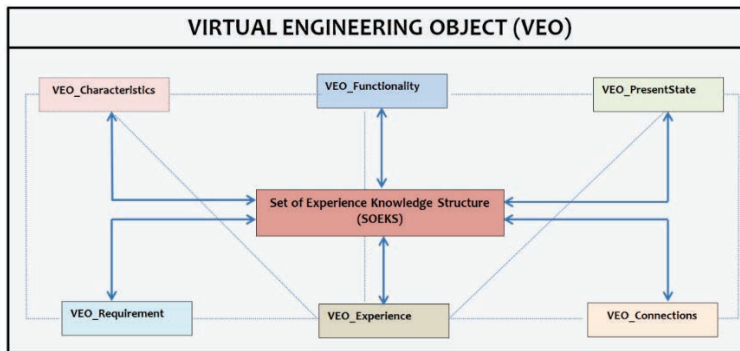 VIRTUAL ENGINEERING OBJECT (VEO)
VEO_Characteristics
VEO_Functionality
VEO_PresentState
Set of Experience Knowledge Structure
(SOEKS)
VEO_Requirement
VEO_Experience
VEO_Connections